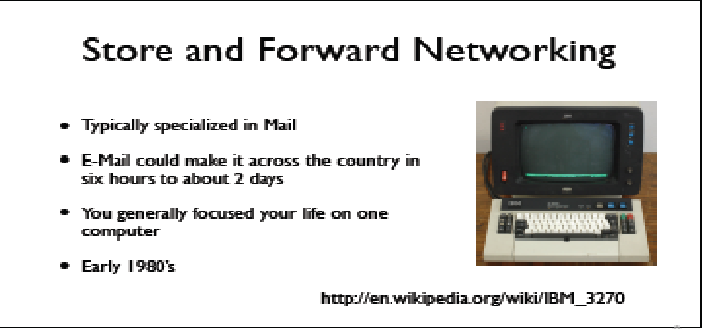 Store and Forward Networking
• Typically specialized in Mail
• E-Mail could make it across the country in
six hours to about 2 days
• You generally focused your life on one
computer
• Early 1980's
http://en.wikipedia.org/wiki/IBM_3270